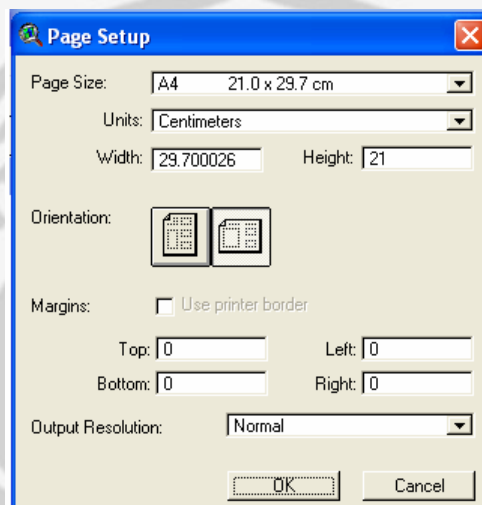 Page Setup
Page Size: A4 21.0 x 29.7 cm
Units: Centimeters
Width: 29.700026 Height: 21
Orientation:
Margins: Use printer border
Top: 0 Left: 0
Bottom: 0 Right: 0
Output Resolution: Normal
OK Cancel